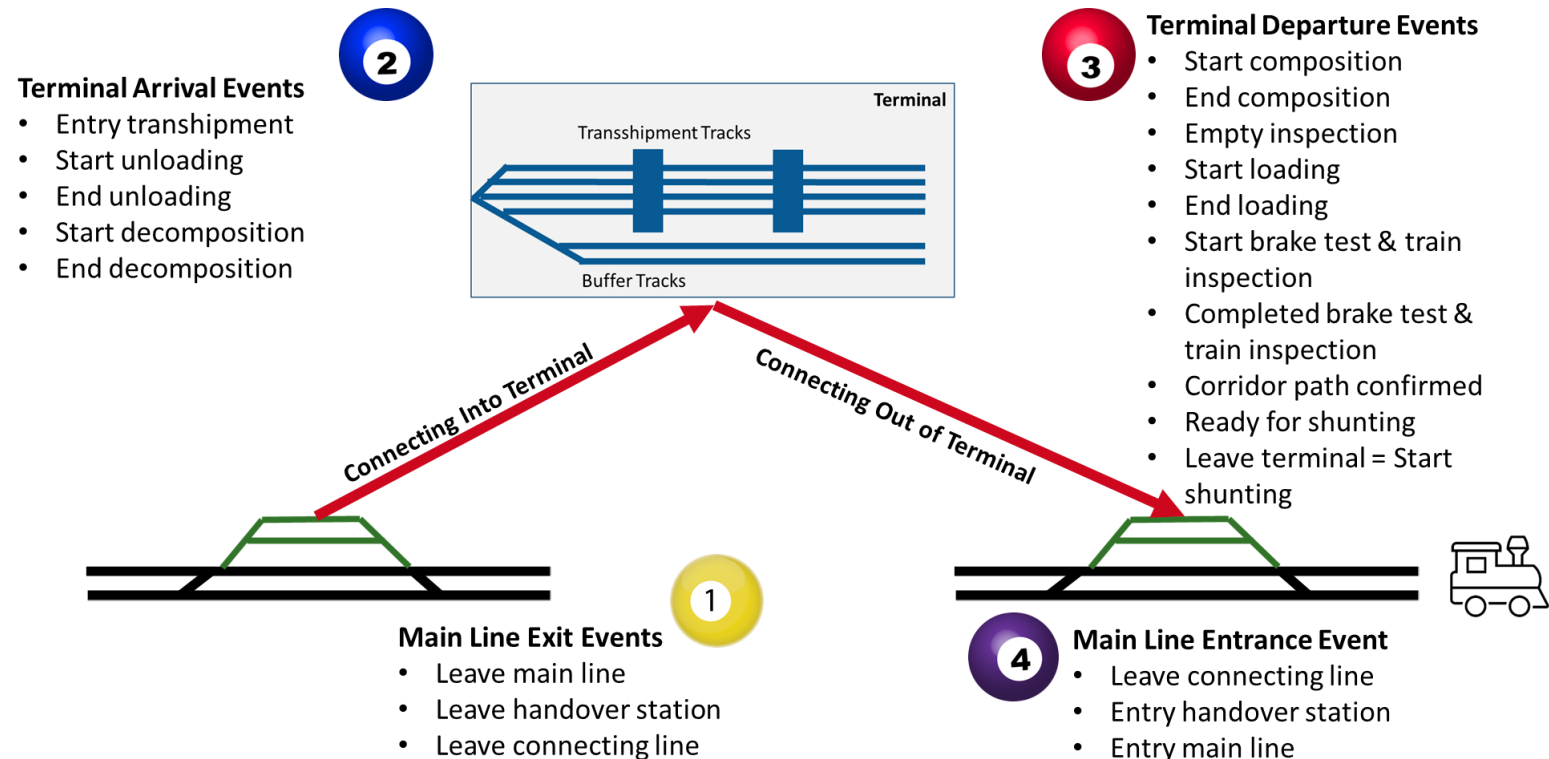 2
Terminal Arrival Events
• Entry transhipment
• Start unloading
• End unloading
• Start decomposition
• End decomposition
Terminal
Transshipment Tracks
Buffer Tracks
3
Terminal Departure Events
• Start composition
• End composition
• Empty inspection
• Start loading
• End loading
• Start brake test & train
inspection
• Completed brake test &
train inspection
• Corridor path confirmed
• Ready for shunting
• Leave terminal = Start
shunting
Connecting Into Terminal
Connecting Out of Terminal
1
Main Line Exit Events
• Leave main line
• Leave handover station
• Leave connecting line
4
Main Line Entrance Event
• Leave connecting line
• Entry handover station
• Entry main line